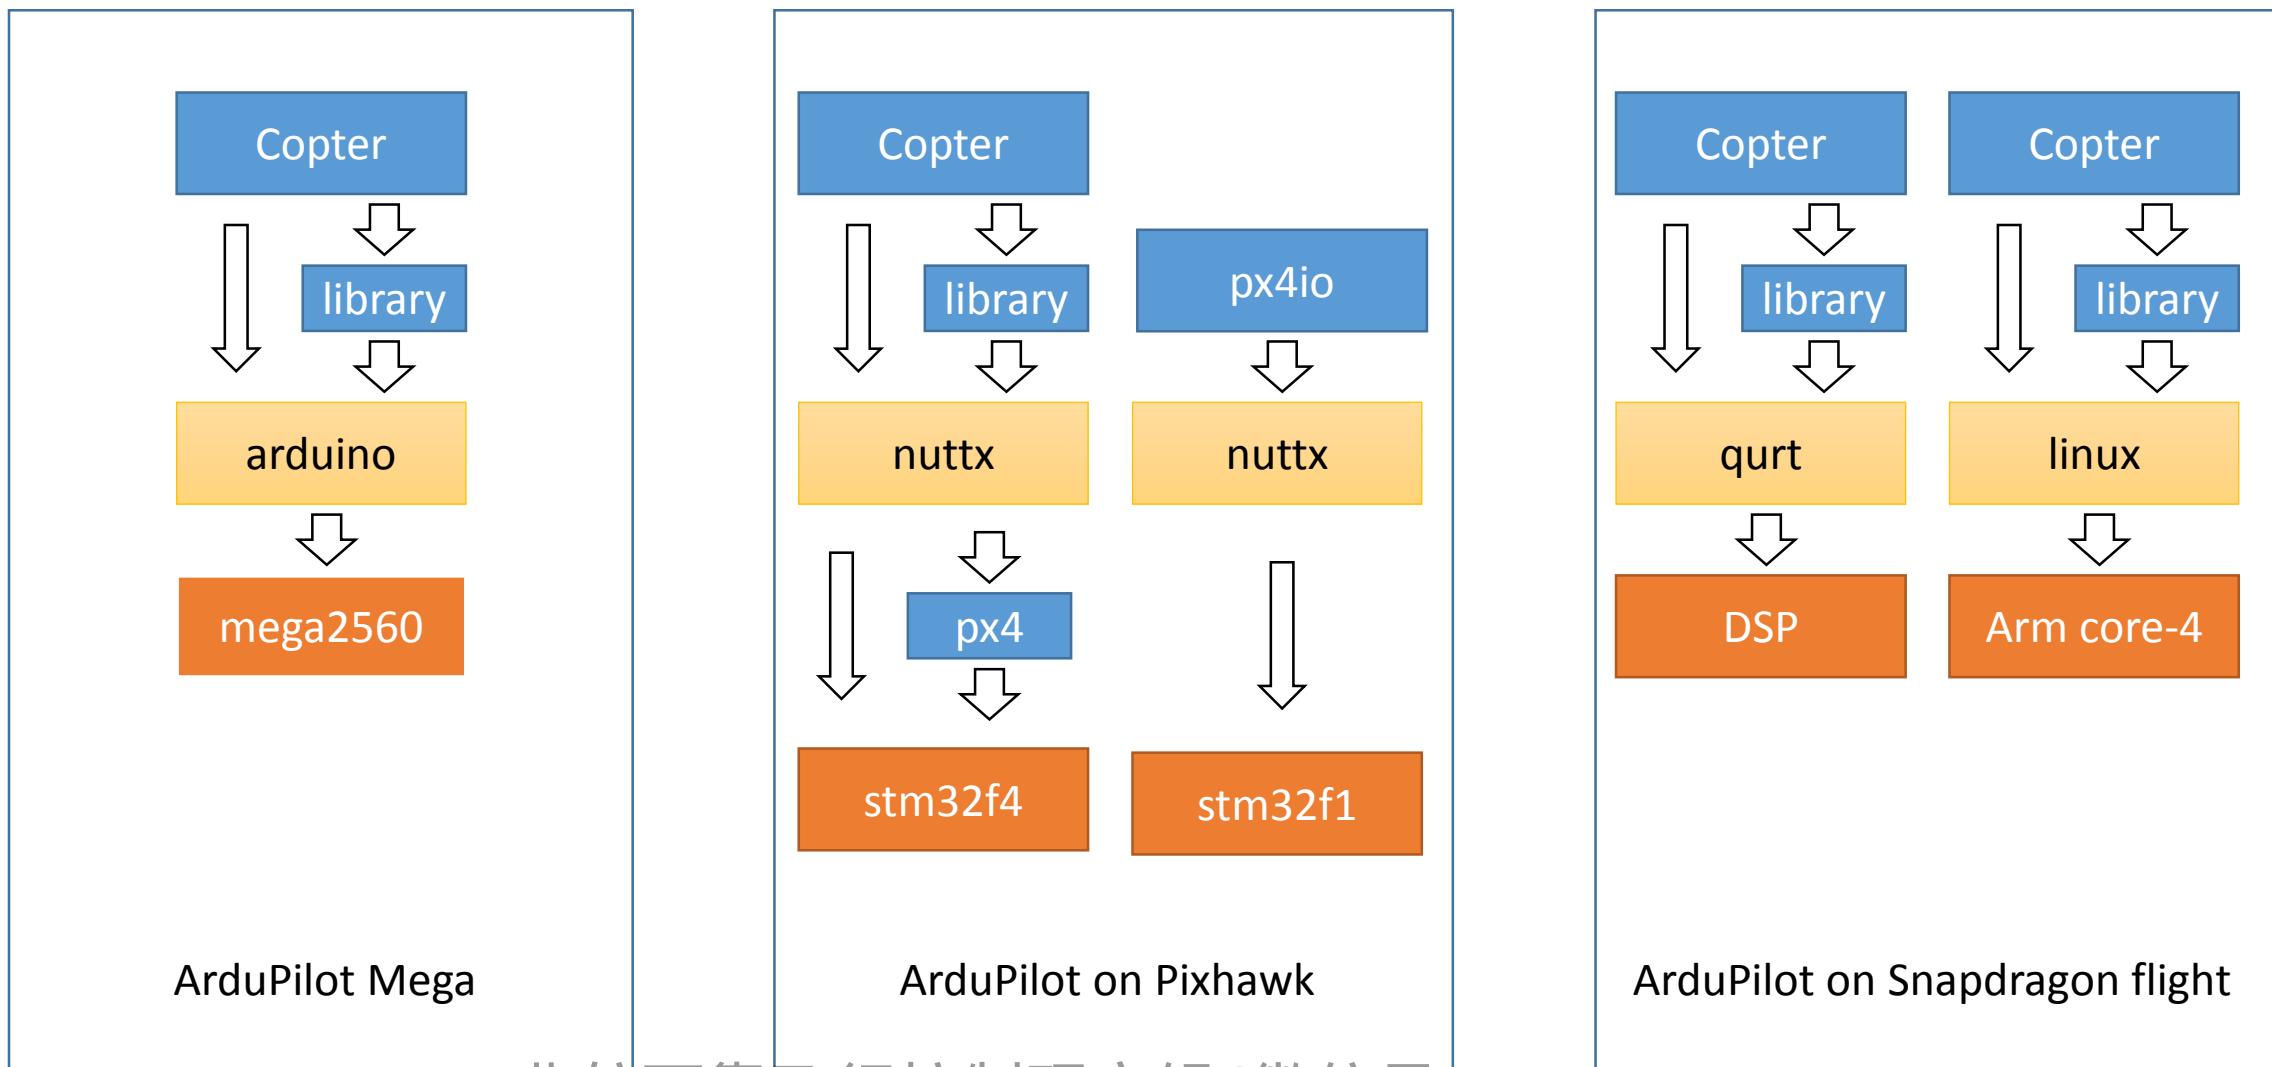 Copter
library
arduino
mega2560
ArduPilot Mega
Copter
library
px4io
nuttx
nuttx
px4
stm32f4
stm32f1
ArduPilot on Pixhawk
Copter
Copter
library
library
qurt
linux
DSP
Arm core-4
ArduPilot on Snapdragon flight